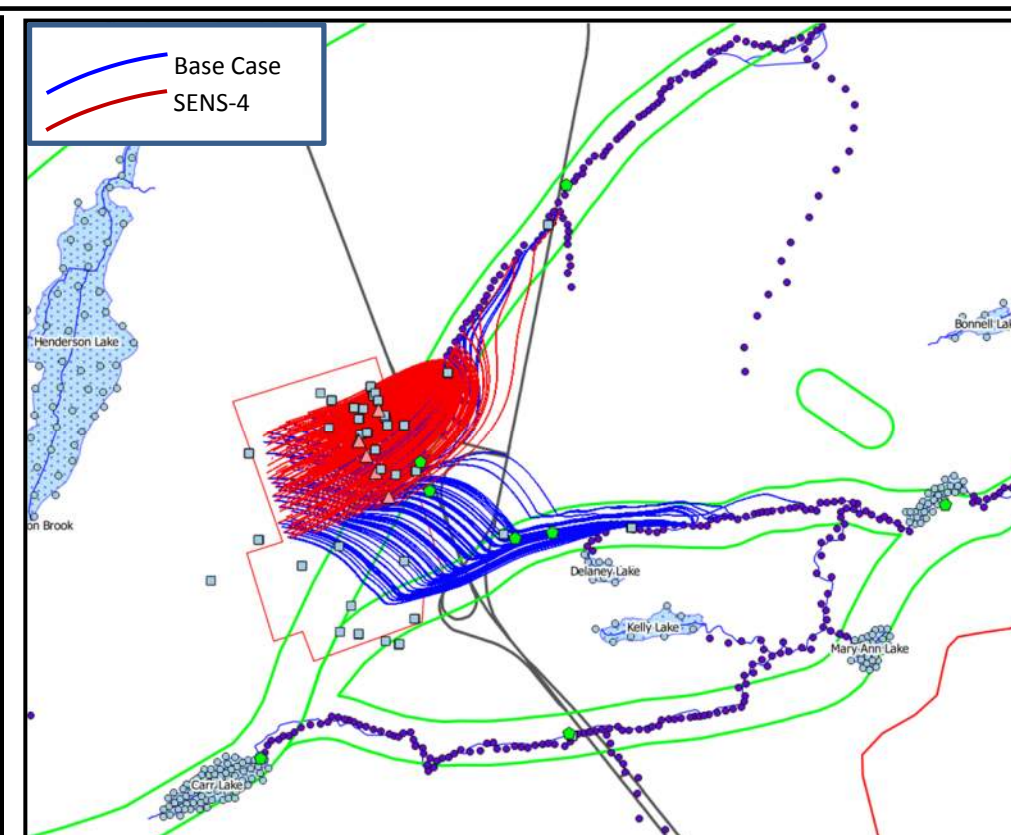 Base Case
SENS-4
Henderson Lake
Bonnell Lak
on Brook
Delaney Lake
Kelly Lake
Mary Ann Lake
Carr Lake